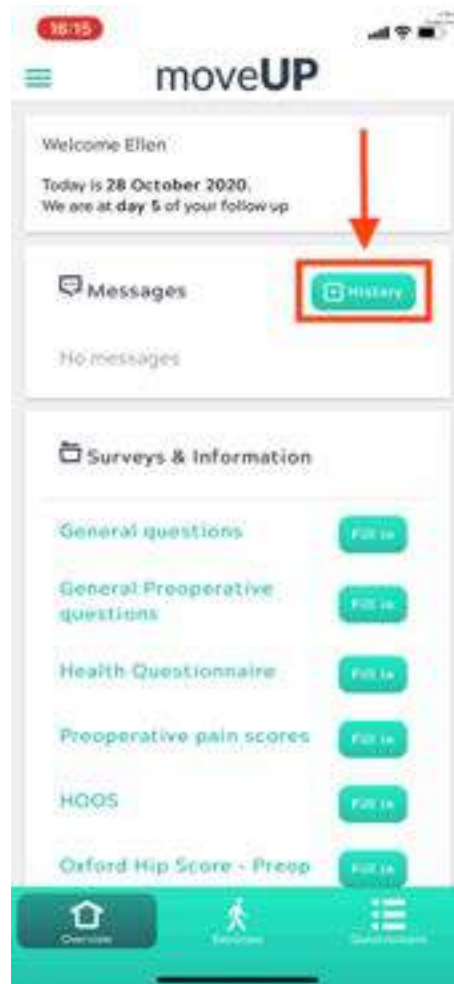 16:15
moveUP
Welcome Ellen
Today is 28 October 2020.
We are at day 5 of your follow up
Messages
History
No messages
Surveys & Information
General questions
Fill in
General Preoperative
questions
Fill in
Health Questionnaire
Fill in
Preoperative pain scores
Fill in
HOOS
Fill in
Oxford Hip Score - Preop
Fill in
Overview